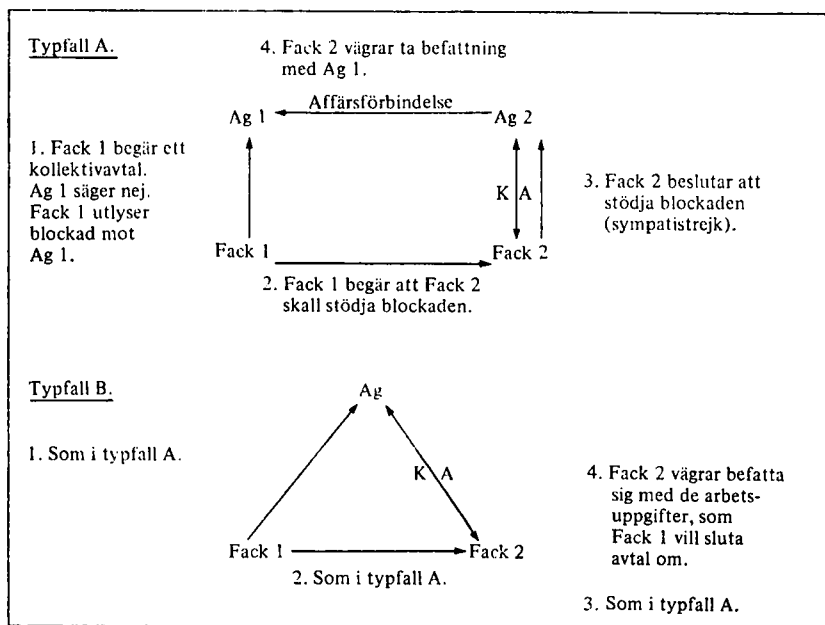 Typfall A.
4. Fack 2 vägrar ta befattning
med Ag 1.
Ag 1
Affärsförbindelse
Ag 2
1. Fack 1 begär ett
kollektivavtal.
Ag 1 säger nej.
Fack 1 utlyser
blockad mot
Ag 1.
K A
3. Fack 2 beslutar att
stödja blockaden
(sympatistrejk).
Fack 1
Fack 2
2. Fack 1 begär att Fack 2
skall stödja blockaden.
Typfall B.
Ag
1. Som i typfall A.
K A
4. Fack 2 vägrar befatta
sig med de arbets-
uppgifter, som
Fack 1 vill sluta
avtal om.
Fack 1
Fack 2
2. Som i typfall A.
3. Som i typfall A.